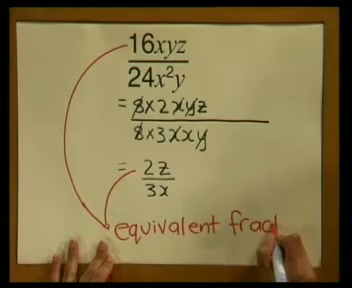 16xyz
24x²y
= 8×2xyz
8×3xxy
= 2z
3x
equivalent frac